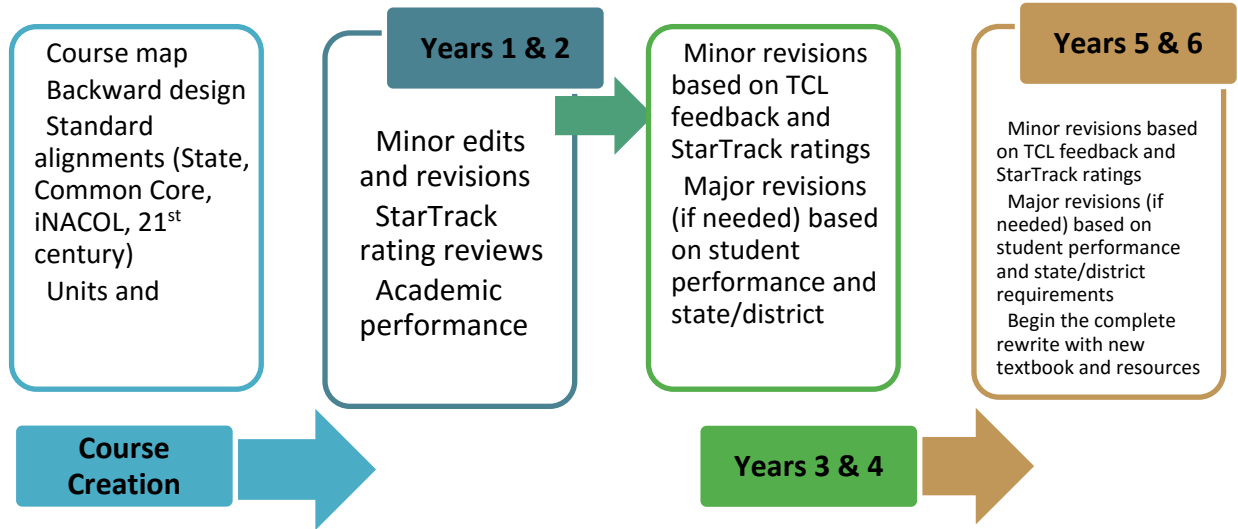 Course map
Backward design
Standard
alignments (State,
Common Core,
iNACOL, 21st
century)
Units and
Course
Creation
Years 1 & 2
Minor edits
and revisions
StarTrack
rating reviews
Academic
performance
Minor revisions
based on TCL
feedback and
StarTrack ratings
Major revisions
(if needed) based
on student
performance and
state/district
Years 3 & 4
Years 5 & 6
Minor revisions based
on TCL feedback and
StarTrack ratings
Major revisions (if
needed) based on
student performance
and state/district
requirements
Begin the complete
rewrite with new
textbook and resources